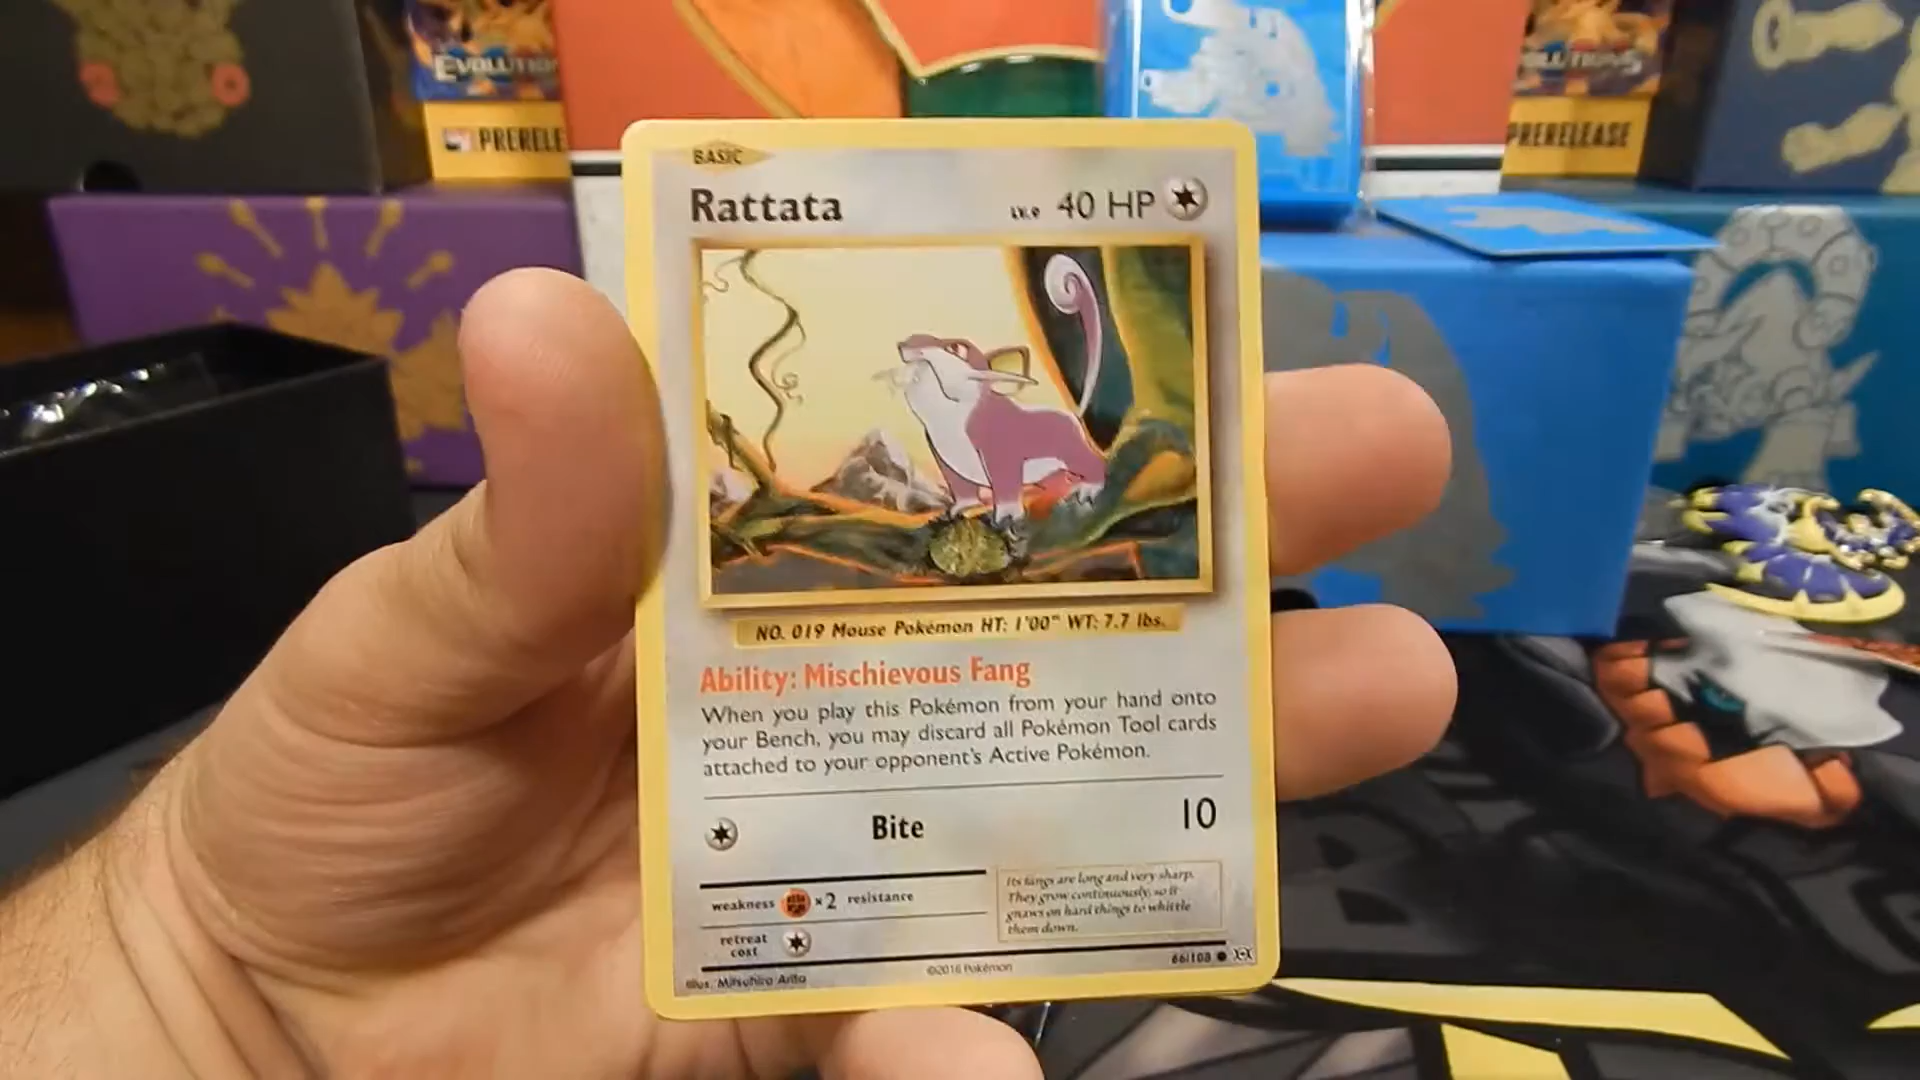 EVOLUTIO
PRERELE
OLUTIONS
PRERELEASE
BASIC
Rattata
LV.9 40 HP
NO. 019 Mouse Pokémon HT: 1'00" WT: 7.7 lbs.
Ability: Mischievous Fang
When you play this Pokémon from your hand onto
your Bench, you may discard all Pokémon Tool cards
attached to your opponent's Active Pokémon.
Bite
10
weakness ×2 resistance
retreat
cost
Its fangs are long and very sharp.
They grow continuously, so it
gnaws on hard things to whittle
them down.
Illus. Mitsuhiro Arita
©2016 Pokémon
66/108